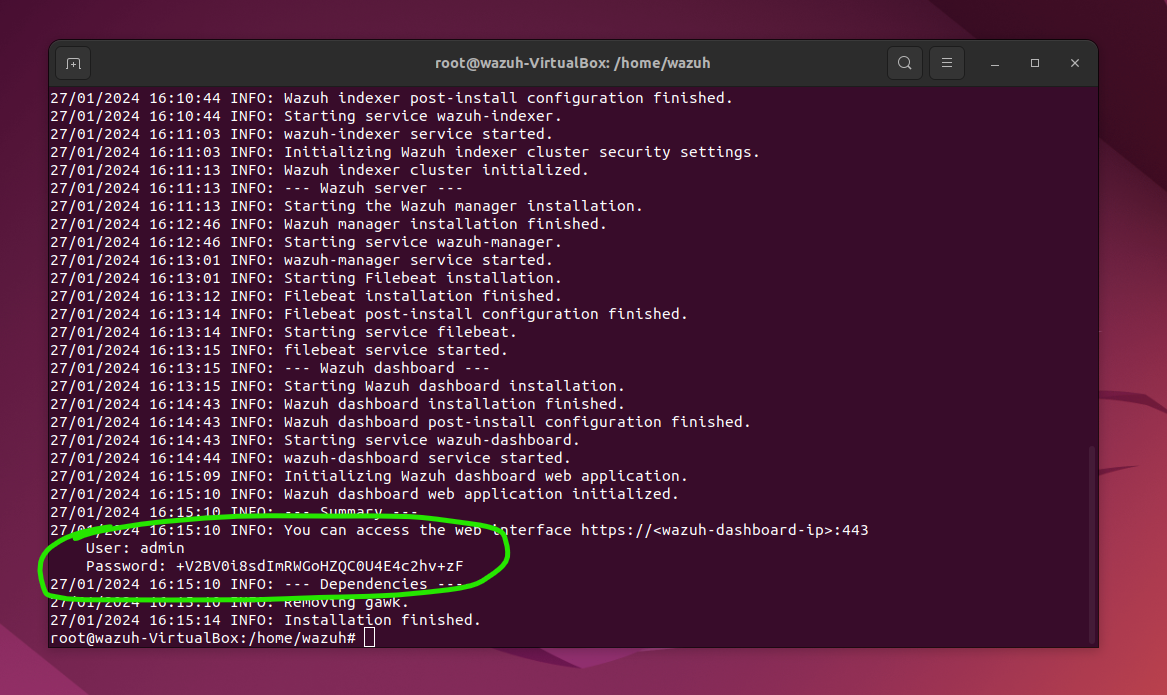 root@wazuh-VirtualBox: /home/wazuh
27/01/2024 16:10:44 INFO: Wazuh indexer post-install configuration finished.
27/01/2024 16:10:44 INFO: Starting service wazuh-indexer.
27/01/2024 16:11:03 INFO: wazuh-indexer service started.
27/01/2024 16:11:03 INFO: Initializing Wazuh indexer cluster security settings.
27/01/2024 16:11:13 INFO: Wazuh indexer cluster initialized.
27/01/2024 16:11:13 INFO: --- Wazuh server ---
27/01/2024 16:11:13 INFO: Starting the Wazuh manager installation.
27/01/2024 16:12:46 INFO: Wazuh manager installation finished.
27/01/2024 16:12:46 INFO: Starting service wazuh-manager.
27/01/2024 16:13:01 INFO: wazuh-manager service started.
27/01/2024 16:13:01 INFO: Starting Filebeat installation.
27/01/2024 16:13:12 INFO: Filebeat installation finished.
27/01/2024 16:13:14 INFO: Filebeat post-install configuration finished.
27/01/2024 16:13:14 INFO: Starting service filebeat.
27/01/2024 16:13:15 INFO: filebeat service started.
27/01/2024 16:13:15 INFO: --- Wazuh dashboard ---
27/01/2024 16:13:15 INFO: Starting Wazuh dashboard installation.
27/01/2024 16:14:43 INFO: Wazuh dashboard installation finished.
27/01/2024 16:14:43 INFO: Wazuh dashboard post-install configuration finished.
27/01/2024 16:14:43 INFO: Starting service wazuh-dashboard.
27/01/2024 16:14:44 INFO: wazuh-dashboard service started.
27/01/2024 16:15:09 INFO: Initializing Wazuh dashboard web application.
27/01/2024 16:15:10 INFO: Wazuh dashboard web application initialized.
27/01/2024 16:15:10 INFO: --- Summary ---
27/01/2024 16:15:10 INFO: You can access the web interface https://<wazuh-dashboard-ip>:443
User: admin
Password: +V2BV0i8sdImRWGoHZQC0U4E4c2hv+zF
27/01/2024 16:15:10 INFO: --- Dependencies ---
27/01/2024 16:15:10 INFO: Removing gawk.
27/01/2024 16:15:14 INFO: Installation finished.
root@wazuh-VirtualBox:/home/wazuh#